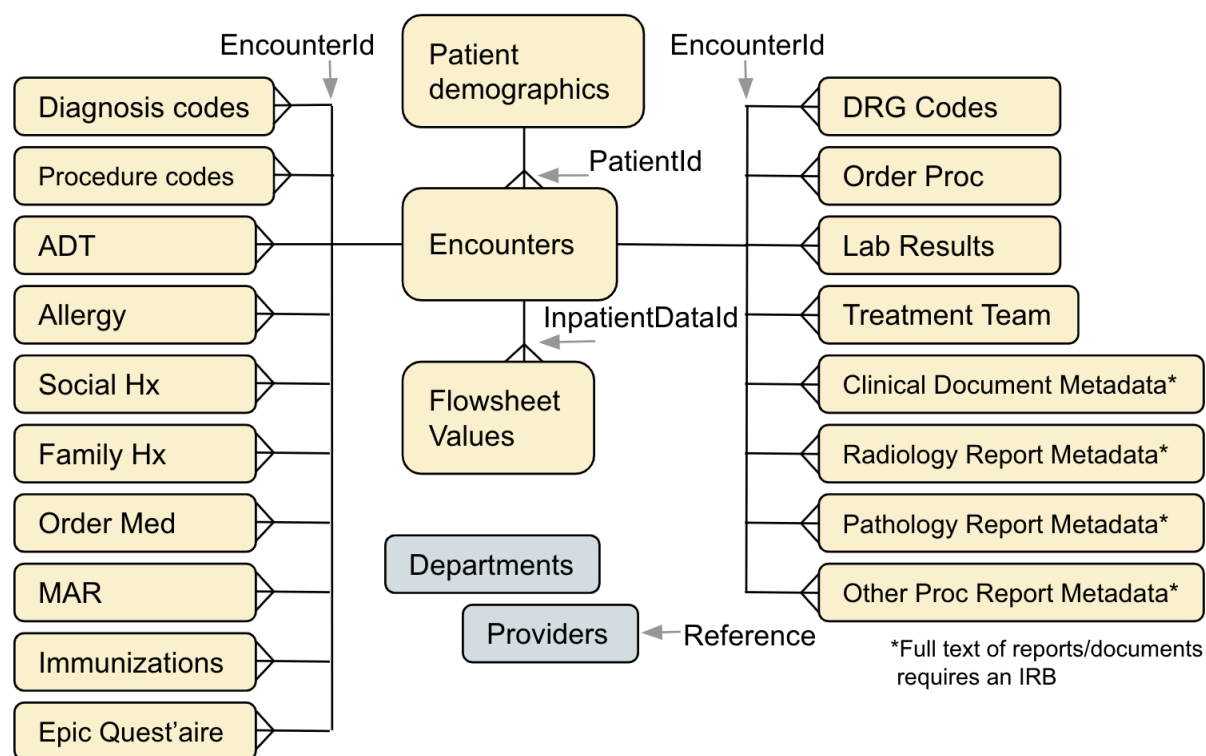 EncounterId
Diagnosis codes
Procedure codes
ADT
Allergy
Social Hx
Family Hx
Order Med
MAR
Immunizations
Epic Quest’aire
Patient
demographics
PatientId
Encounters
InpatientDataId
Flowsheet
Values
Departments
Providers
Reference
EncounterId
DRG Codes
Order Proc
Lab Results
Treatment Team
Clinical Document Metadata*
Radiology Report Metadata*
Pathology Report Metadata*
Other Proc Report Metadata*
*Full text of reports/documents
requires an IRB